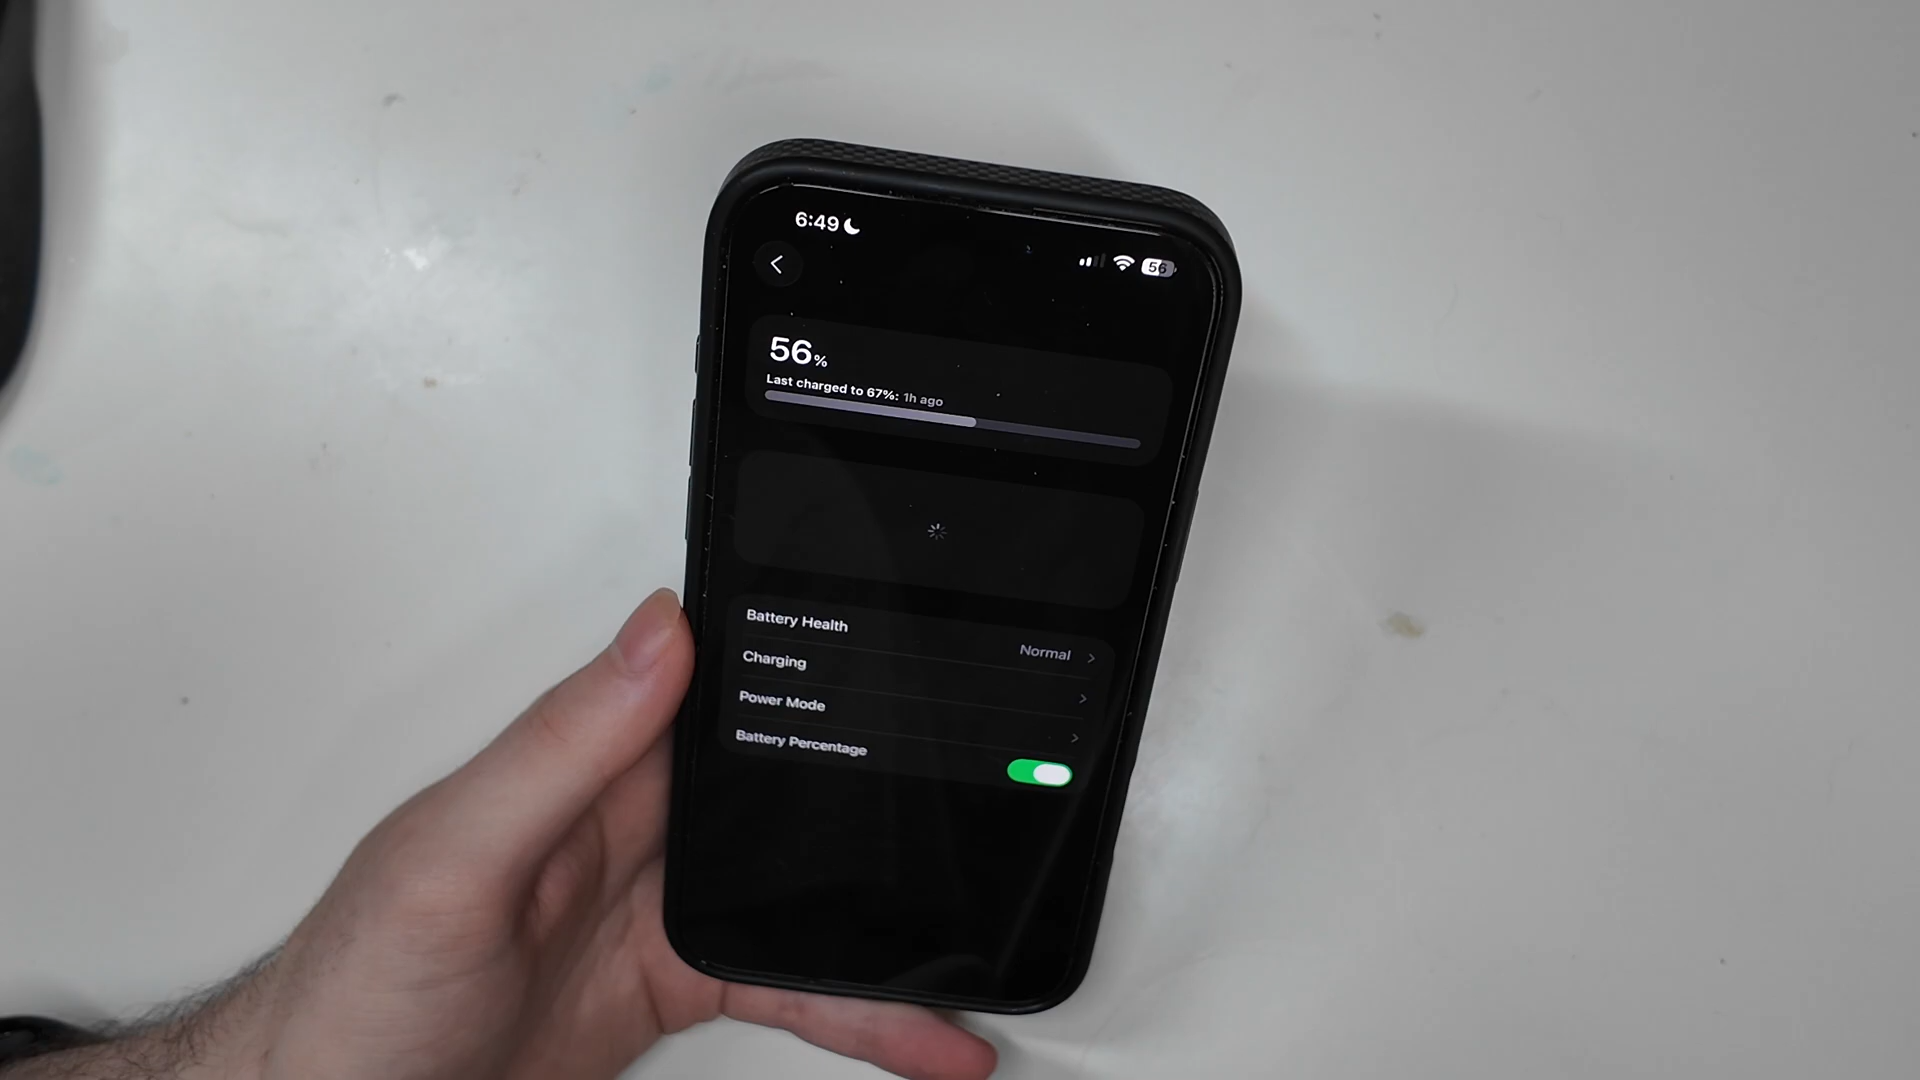 6:49
56
56%
Last charged to 67%: 1h ago
Battery Health
Normal
Charging
Power Mode
Battery Percentage